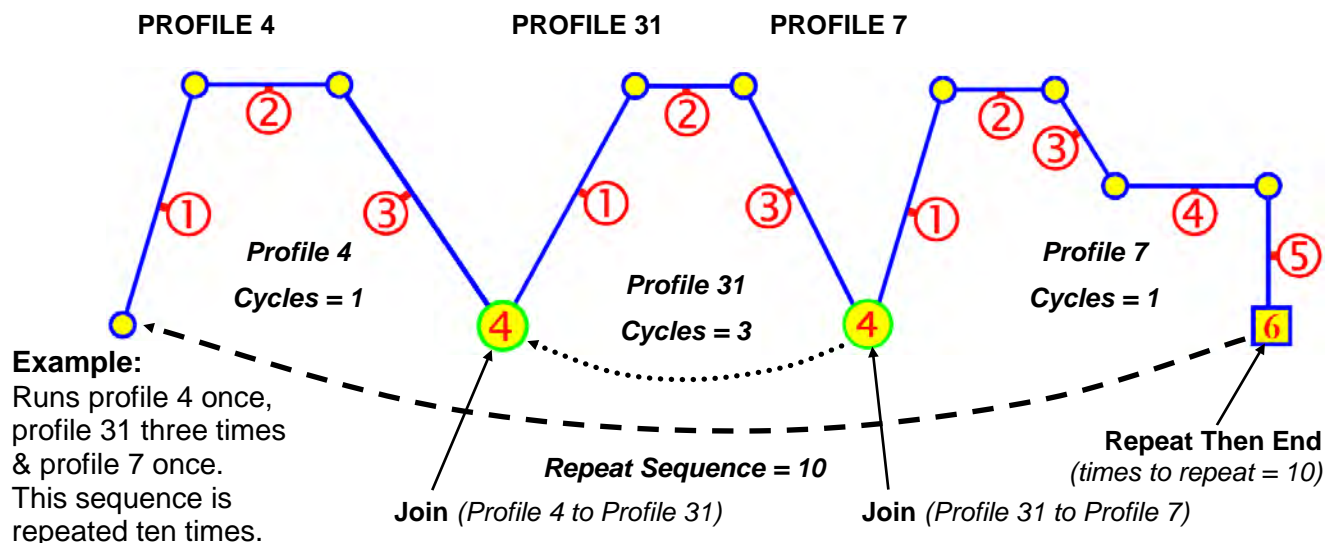 PROFILE 4 PROFILE 31 PROFILE 7
2 2 2
3
1 3 1 3 1 4
5
Profile 4
Cycles = 1
Profile 31
Cycles = 3
Profile 7
Cycles = 1
4 4 6
Example:
Runs profile 4 once,
profile 31 three times
& profile 7 once.
This sequence is
repeated ten times.
Repeat Sequence = 10
Repeat Then End
(times to repeat = 10)
Join (Profile 4 to Profile 31)
Join (Profile 31 to Profile 7)